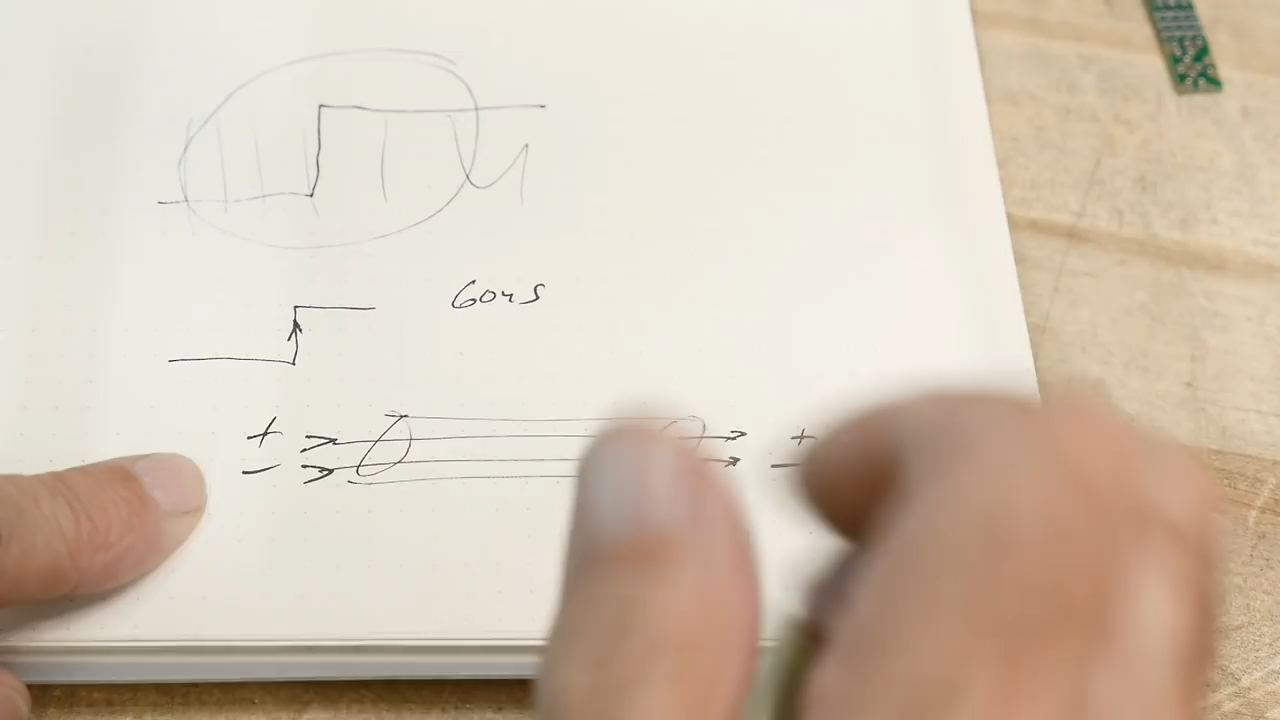 60ns
+ +
− −